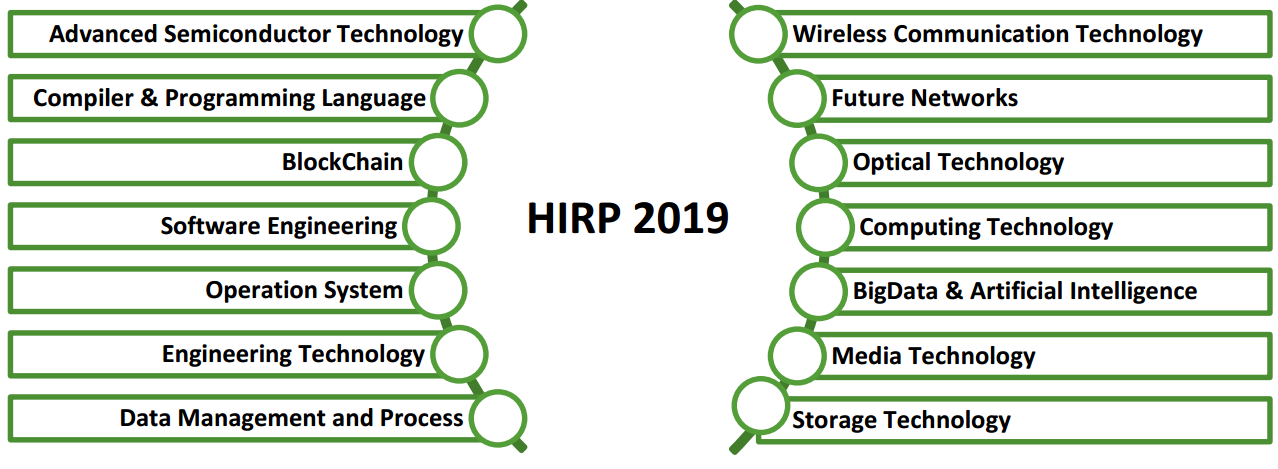 Advanced Semiconductor Technology
Compiler & Programming Language
BlockChain
Software Engineering
Operation System
Engineering Technology
Data Management and Process
HIRP 2019
Wireless Communication Technology
Future Networks
Optical Technology
Computing Technology
BigData & Artificial Intelligence
Media Technology
Storage Technology